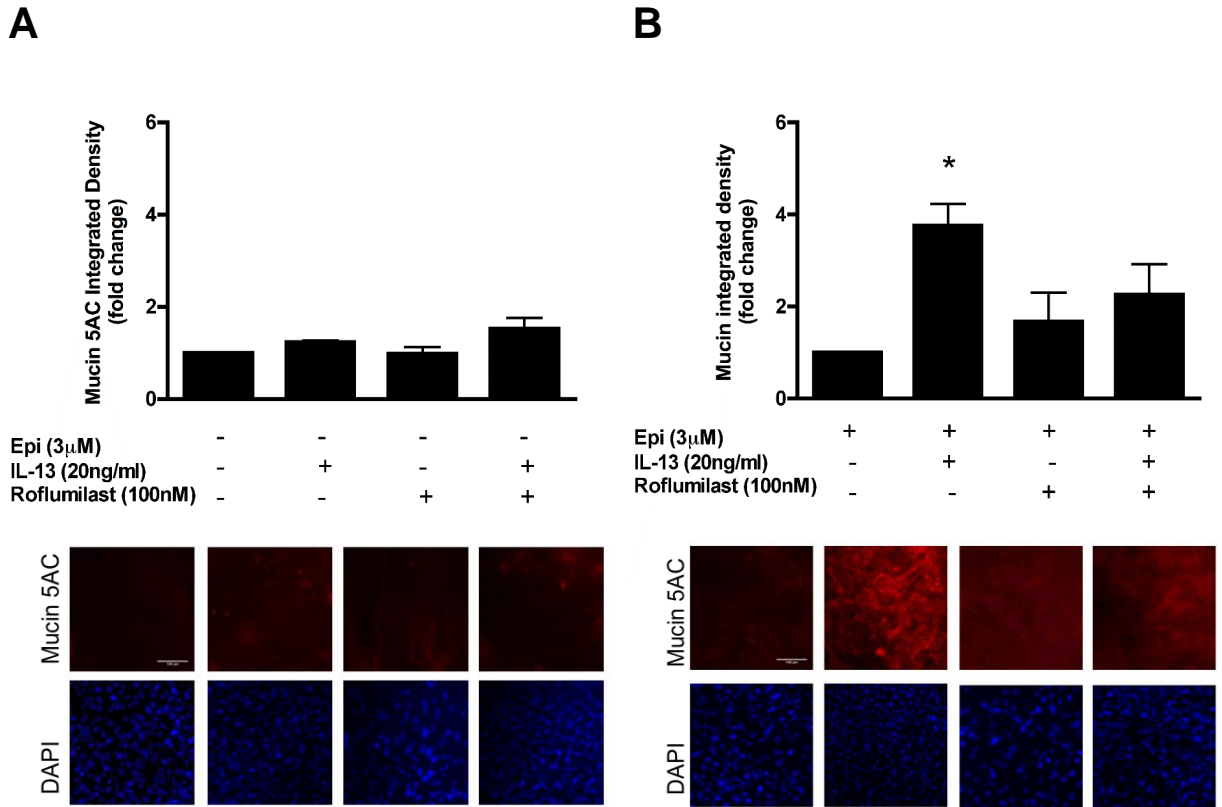 A
Mucin 5AC Integrated Density
(fold change)
6
4
2
0
Epi (3μM) - - - -
IL-13 (20ng/ml) - + - +
Roflumilast (100nM) - - + +
Mucin 5AC
DAPI
B
Mucin integrated density
(fold change)
6
4
2
0
*
Epi (3μM) + + + +
IL-13 (20ng/ml) - + - +
Roflumilast (100nM) - - + +
Mucin 5AC
DAPI